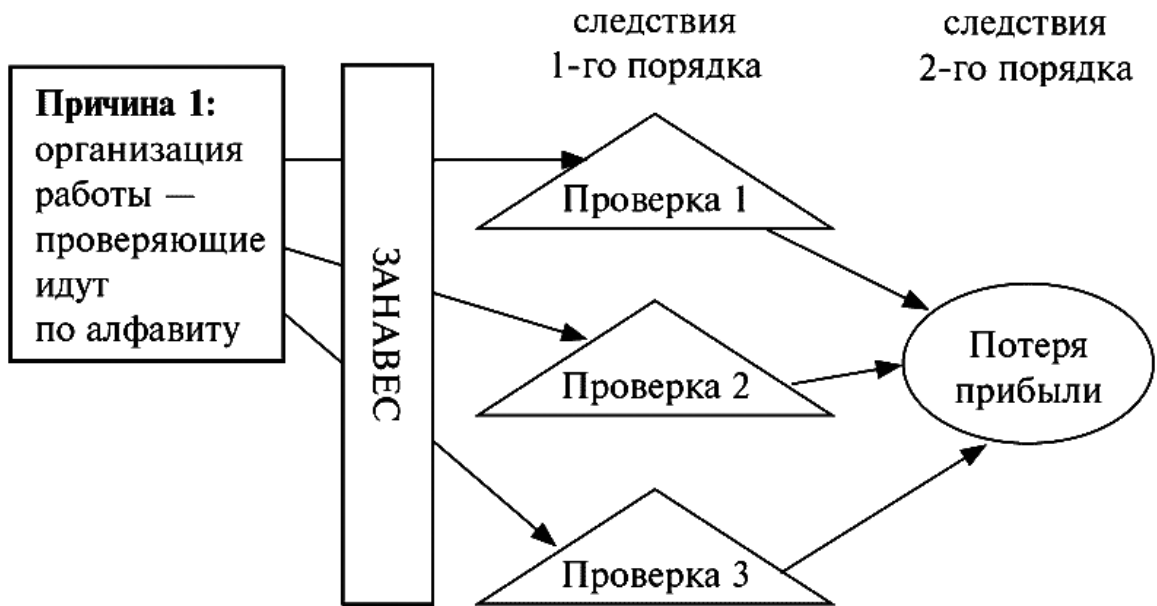 следствия
1-го порядка
следствия
2-го порядка
Причина 1:
организация
работы —
проверяющие
идут
по алфавиту
ЗАНАВЕС
Проверка 1
Проверка 2
Проверка 3
Потеря
прибыли